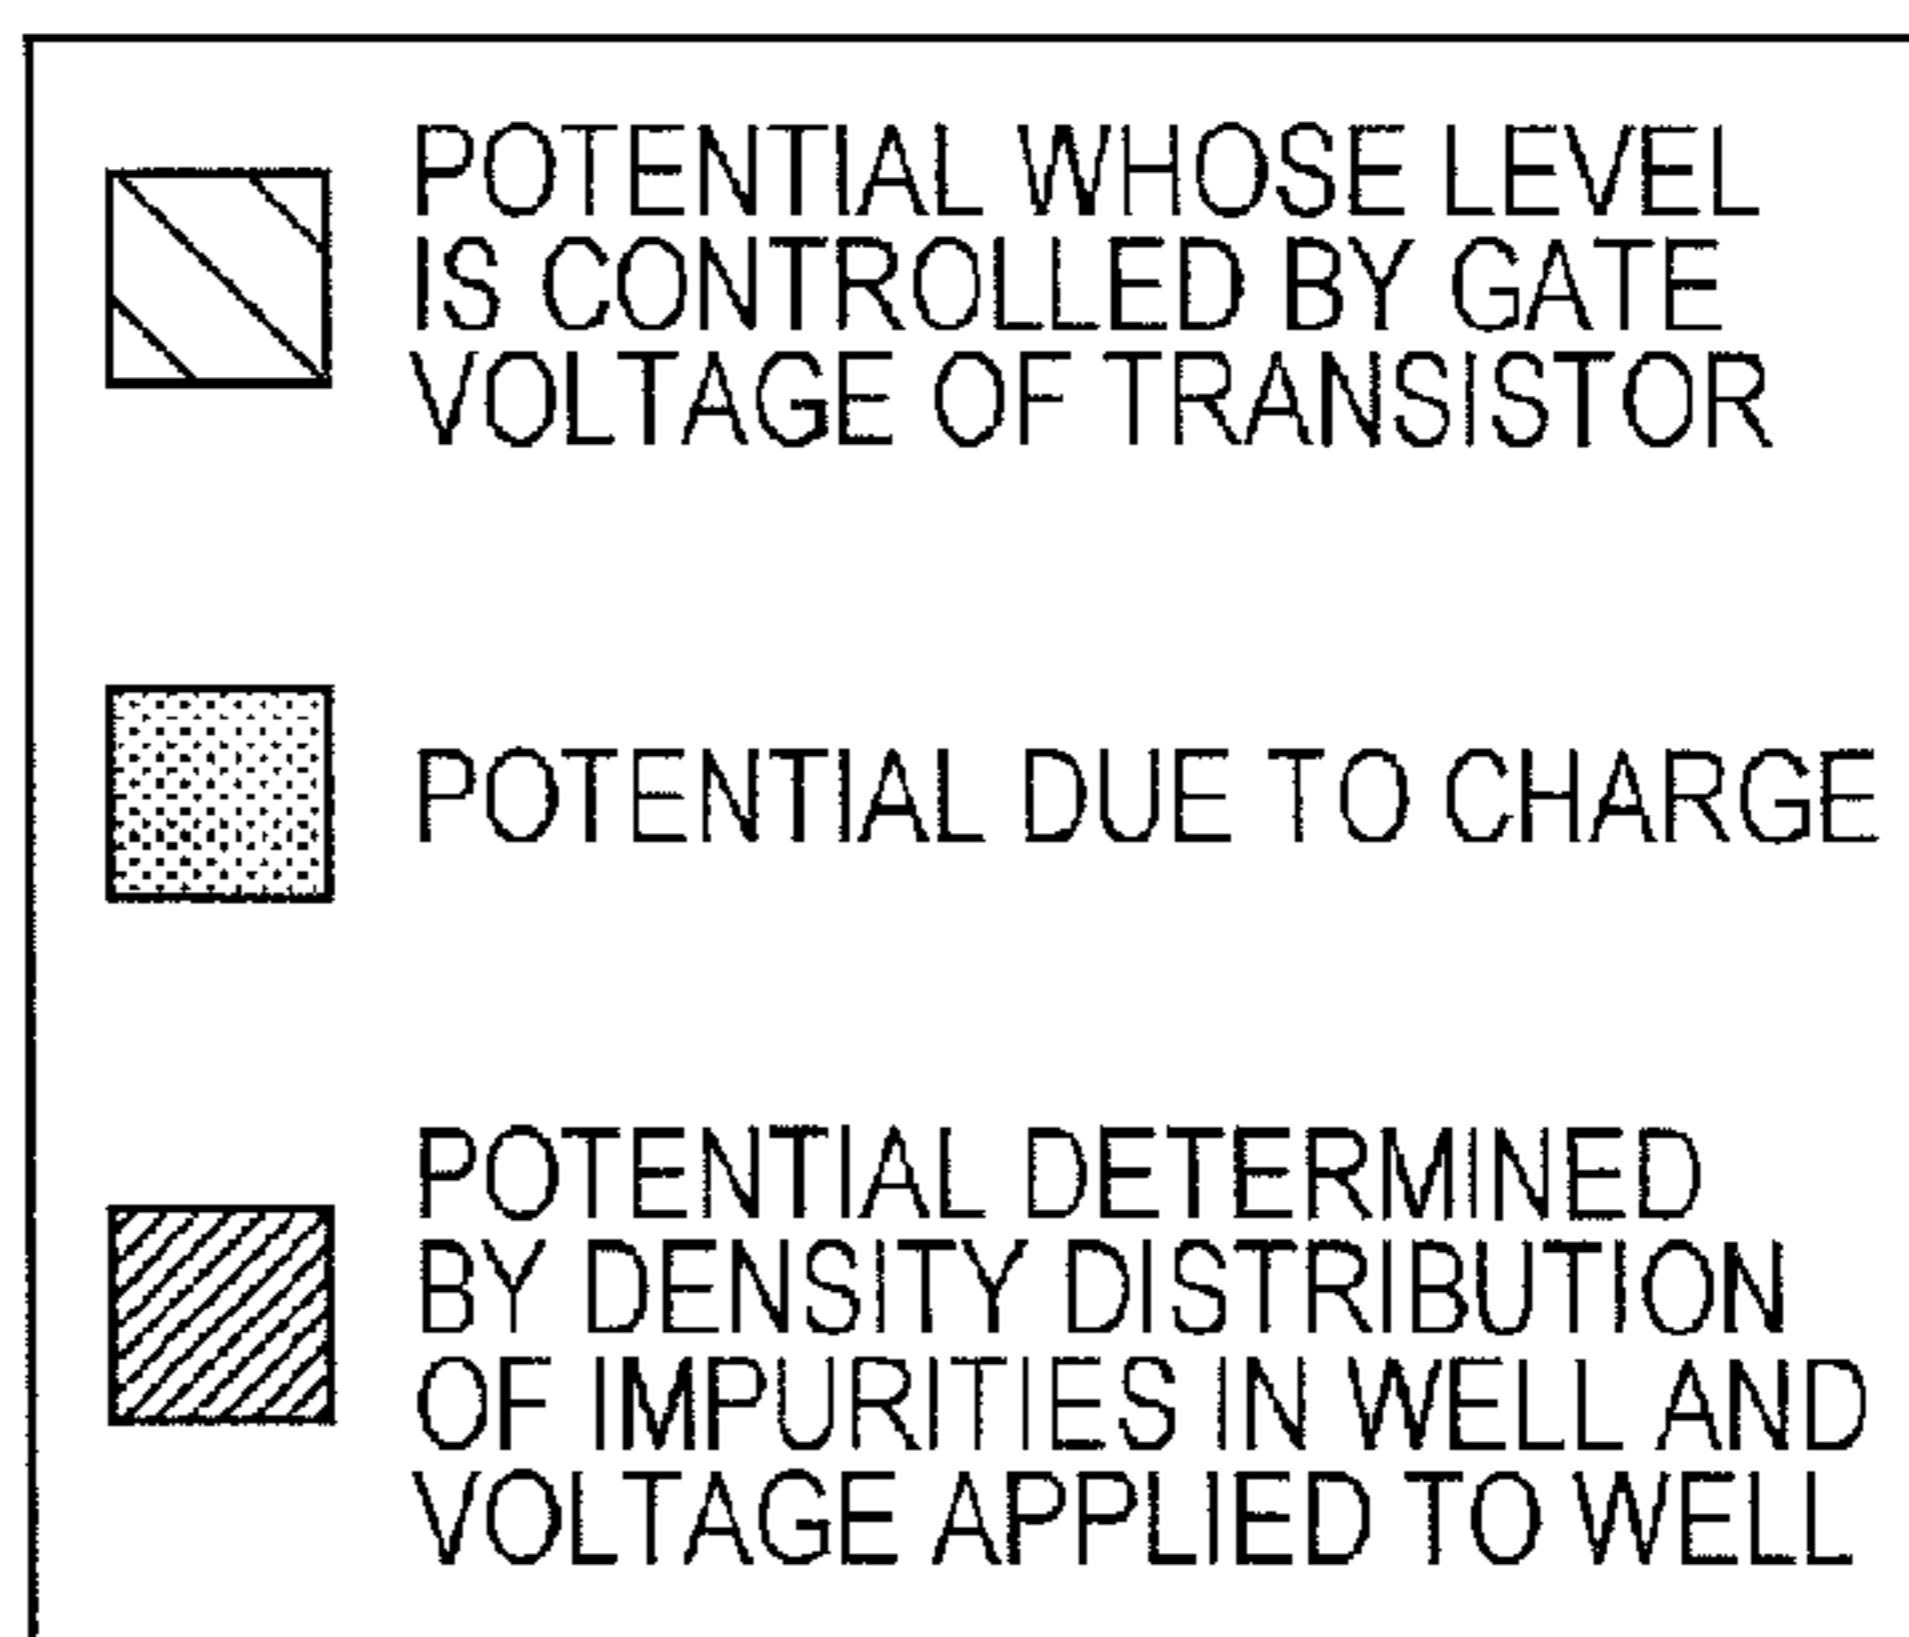 POTENTIAL WHOSE LEVEL
IS CONTROLLED BY GATE
VOLTAGE OF TRANSISTOR
POTENTIAL DUE TO CHARGE
POTENTIAL DETERMINED
BY DENSITY DISTRIBUTION
OF IMPURITIES IN WELL AND
VOLTAGE APPLIED TO WELL